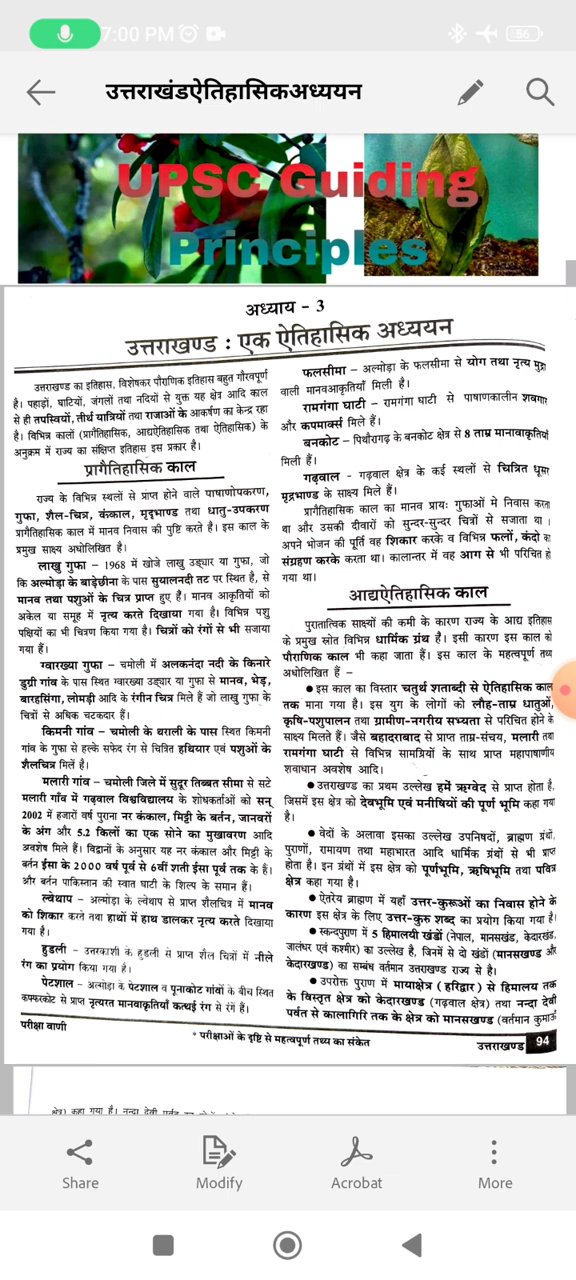 7:00 PM
56
उत्तराखंडऐतिहासिकअध्ययन
UPSC Guiding
Principles
अध्याय - 3
उत्तराखण्ड : एक ऐतिहासिक अध्ययन
उत्तराखण्ड का इतिहास, विशेषकर पौराणिक इतिहास बहुत गौरवपूर्ण
है। पहाड़ों, घाटियों, जंगलों तथा नदियों से युक्त यह क्षेत्र आदि काल
से ही तपस्वियों, तीर्थ यात्रियों तथा राजाओं के आकर्षण का केन्द्र रहा
है। विभिन्न कालों (प्रागैतिहासिक, आद्यऐतिहासिक तथा ऐतिहासिक) के
अनुक्रम में राज्य का संक्षिप्त इतिहास इस प्रकार है।
प्रागैतिहासिक काल
राज्य के विभिन्न स्थलों से प्राप्त होने वाले पाषाणोपकरण,
गुफा, शैल-चित्र, कंकाल, मृद्भाण्ड तथा धातु-उपकरण
प्रागैतिहासिक काल में मानव निवास की पुष्टि करते है। इस काल के
प्रमुख साक्ष्य अधोलिखित है।
लाखु गुफा - 1968 में खोजे लाखु उड्यार या गुफा, जो
कि अल्मोड़ा के बाड़ेछीना के पास सुयालनदी तट पर स्थित है, से
मानव तथा पशुओं के चित्र प्राप्त हुए हैं। मानव आकृतियों को
अकेल या समूह में नृत्य करते दिखाया गया है। विभिन्न पशु
पक्षियों का भी चित्रण किया गया है। चित्रों को रंगों से भी सजाया
गया हैं।
ग्वारख्या गुफा - चमोली में अलकनंदा नदी के किनारे
डुग्री गांव के पास स्थित ग्वारख्या उड्यार या गुफा से मानव, भेड़,
बारहसिंगा, लोमड़ी आदि के रंगीन चित्र मिले हैं जो लाखु गुफा के
चित्रों से अधिक चटकदार हैं।
किमनी गांव - चमोली के थराली के पास स्थित किमनी
गांव के गुफा से हल्के सफेद रंग से चित्रित हथियार एवं पशुओं के
शैलचित्र मिले हैं।
मलारी गांव - चमोली जिले में सुदूर तिब्बत सीमा से सटे
मलारी गाँव में गढ़वाल विश्वविद्यालय के शोधकर्ताओं को सन्
2002 में हजारों वर्ष पुराना नर कंकाल, मिट्टी के बर्तन, जानवरों
के अंग और 5.2 किलों का एक सोने का मुखावरण आदि
अवशेष मिले हैं। विद्वानों के अनुसार यह नर कंकाल और मिट्टी के
बर्तन ईसा के 2000 वर्ष पूर्व से 6वीं शती ईसा पूर्व तक के हैं।
और बर्तन पाकिस्तान की स्वात घाटी के शिल्प के समान हैं।
ल्वेथाप - अल्मोड़ा के ल्वेथाप से प्राप्त शैलचित्र में मानव
को शिकार करते तथा हाथों में हाथ डालकर नृत्य करते दिखाया
गया है।
हुडली - उत्तरकाशी के हुडली से प्राप्त शैल चित्रों में नीले
रंग का प्रयोग किया गया है।
पेटशाल - अल्मोड़ा के पेटशाल व पूनाकोट गांवों के बीच स्थित
कफ्फरकोट से प्राप्त नृत्यरत मानवाकृतियां कत्थई रंग से रंगें हैं।
फलसीमा - अल्मोड़ा के फलसीमा से योग तथा नृत्य मुद्रा
वाली मानवआकृतियाँ मिली है।
रामगंगा घाटी - रामगंगा घाटी से पाषाणकालीन शवगार
और कपमार्क्स मिले हैं।
बनकोट - पिथौरागढ़ के बनकोट क्षेत्र से 8 ताम्र मानावाकृतियां
मिली हैं।
गढ़वाल - गढ़वाल क्षेत्र के कई स्थलों से चित्रित धूसर
मृद्रभाण्ड के साक्ष्य मिले हैं।
प्रागैतिहासिक काल का मानव प्रायः गुफाओं मे निवास करता
था और उसकी दीवारों को सुन्दर-सुन्दर चित्रों से सजाता था।
अपने भोजन की पूर्ति वह शिकार करके व विभिन्न फलों, कंदो का
संग्रहण करके करता था। कालान्तर में वह आग से भी परिचित हो
गया था।
आद्यऐतिहासिक काल
पुरातात्विक साक्ष्यों की कमी के कारण राज्य के आद्य इतिहास
के प्रमुख स्रोत विभिन्न धार्मिक ग्रंथ है। इसी कारण इस काल को
पौराणिक काल भी कहा जाता हैं। इस काल के महत्वपूर्ण तथ्य
अधोलिखित हैं -
● इस काल का विस्तार चतुर्थ शताब्दी से ऐतिहासिक काल
तक माना गया है। इस युग के लोगों को लौह-ताम्र धातुओं,
कृषि-पशुपालन तथा ग्रामीण-नगरीय सभ्यता से परिचित होने के
साक्ष्य मिलते हैं। जैसे बहादराबाद से प्राप्त ताम्र-संचय, मलारी तथा
रामगंगा घाटी से विभिन्न सामग्रियों के साथ प्राप्त महापाषाणीय
शवाधान अवशेष आदि।
● उत्तराखण्ड का प्रथम उल्लेख हमें ऋग्वेद से प्राप्त होता है,
जिसमें इस क्षेत्र को देवभूमि एवं मनीषियों की पूर्ण भूमि कहा गया
है।
● वेदों के अलावा इसका उल्लेख उपनिषदों, ब्राह्मण ग्रंथों,
पुराणों, रामायण तथा महाभारत आदि धार्मिक ग्रंथों से भी प्राप्त
होता है। इन ग्रंथों में इस क्षेत्र को पूर्णभूमि, ऋषिभूमि तथा पवित्र
क्षेत्र कहा गया है।
● ऐतरेय ब्राह्मण में यहाँ उत्तर-कुरूओं का निवास होने के
कारण इस क्षेत्र के लिए उत्तर-कुरु शब्द का प्रयोग किया गया है।
● स्कन्दपुराण में 5 हिमालयी खंडों (नेपाल, मानसखंड, केदारखंड,
जालंधर एवं कश्मीर) का उल्लेख है, जिनमें से दो खंडों (मानसखण्ड और
केदारखण्ड) का सम्बंध वर्तमान उत्तराखण्ड राज्य से है।
● उपरोक्त पुराण में मायाक्षेत्र (हरिद्वार) से हिमालय तक
के विस्तृत क्षेत्र को केदारखण्ड (गढ़वाल क्षेत्र) तथा नन्दा देवी
पर्वत से कालागिरि तक के क्षेत्र को मानसखण्ड (वर्तमान कुमाऊँ
परीक्षा वाणी
* परीक्षाओं के दृष्टि से महत्वपूर्ण तथ्य का संकेत
उत्तराखण्ड 94
क्षेत्र) कहा गया है। नन्दा देवी पर्वत
Share
Modify
Acrobat
More